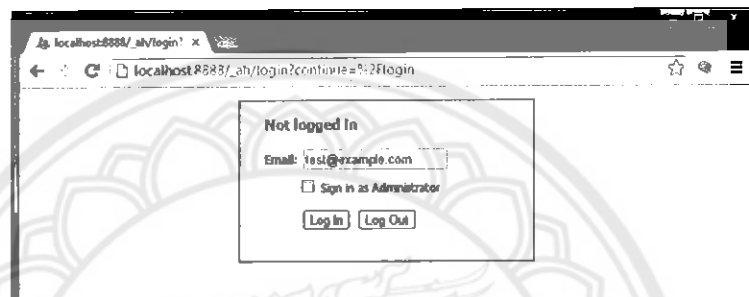 localhost:8888/_ah/login?
localhost:8888/_ah/login?continue=%2Flogin
Not logged in
Email: test@example.com
Sign in as Administrator
Log In Log Out